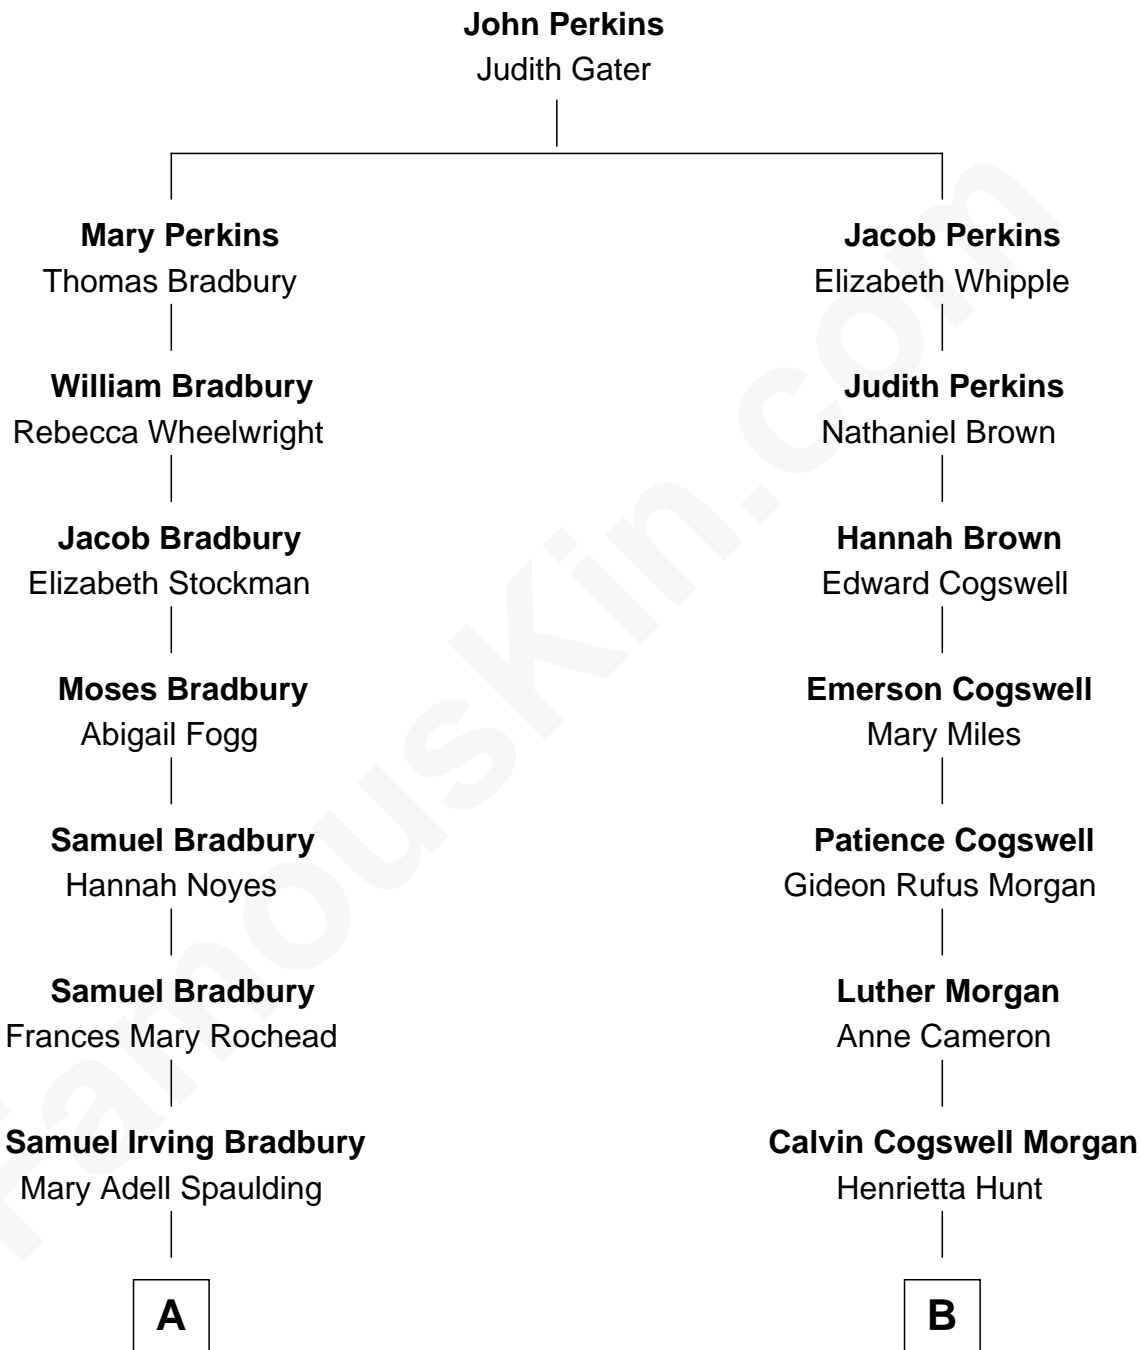 John Perkins
Judith Gater
Mary Perkins
Thomas Bradbury
Jacob Perkins
Elizabeth Whipple
William Bradbury
Rebecca Wheelwright
Judith Perkins
Nathaniel Brown
Jacob Bradbury
Elizabeth Stockman
Hannah Brown
Edward Cogswell
Moses Bradbury
Abigail Fogg
Emerson Cogswell
Mary Miles
Samuel Bradbury
Hannah Noyes
Patience Cogswell
Gideon Rufus Morgan
Samuel Bradbury
Frances Mary Rochead
Luther Morgan
Anne Cameron
Samuel Irving Bradbury
Mary Adell Spaulding
Calvin Cogswell Morgan
Henrietta Hunt
A
B
FamousKin.com